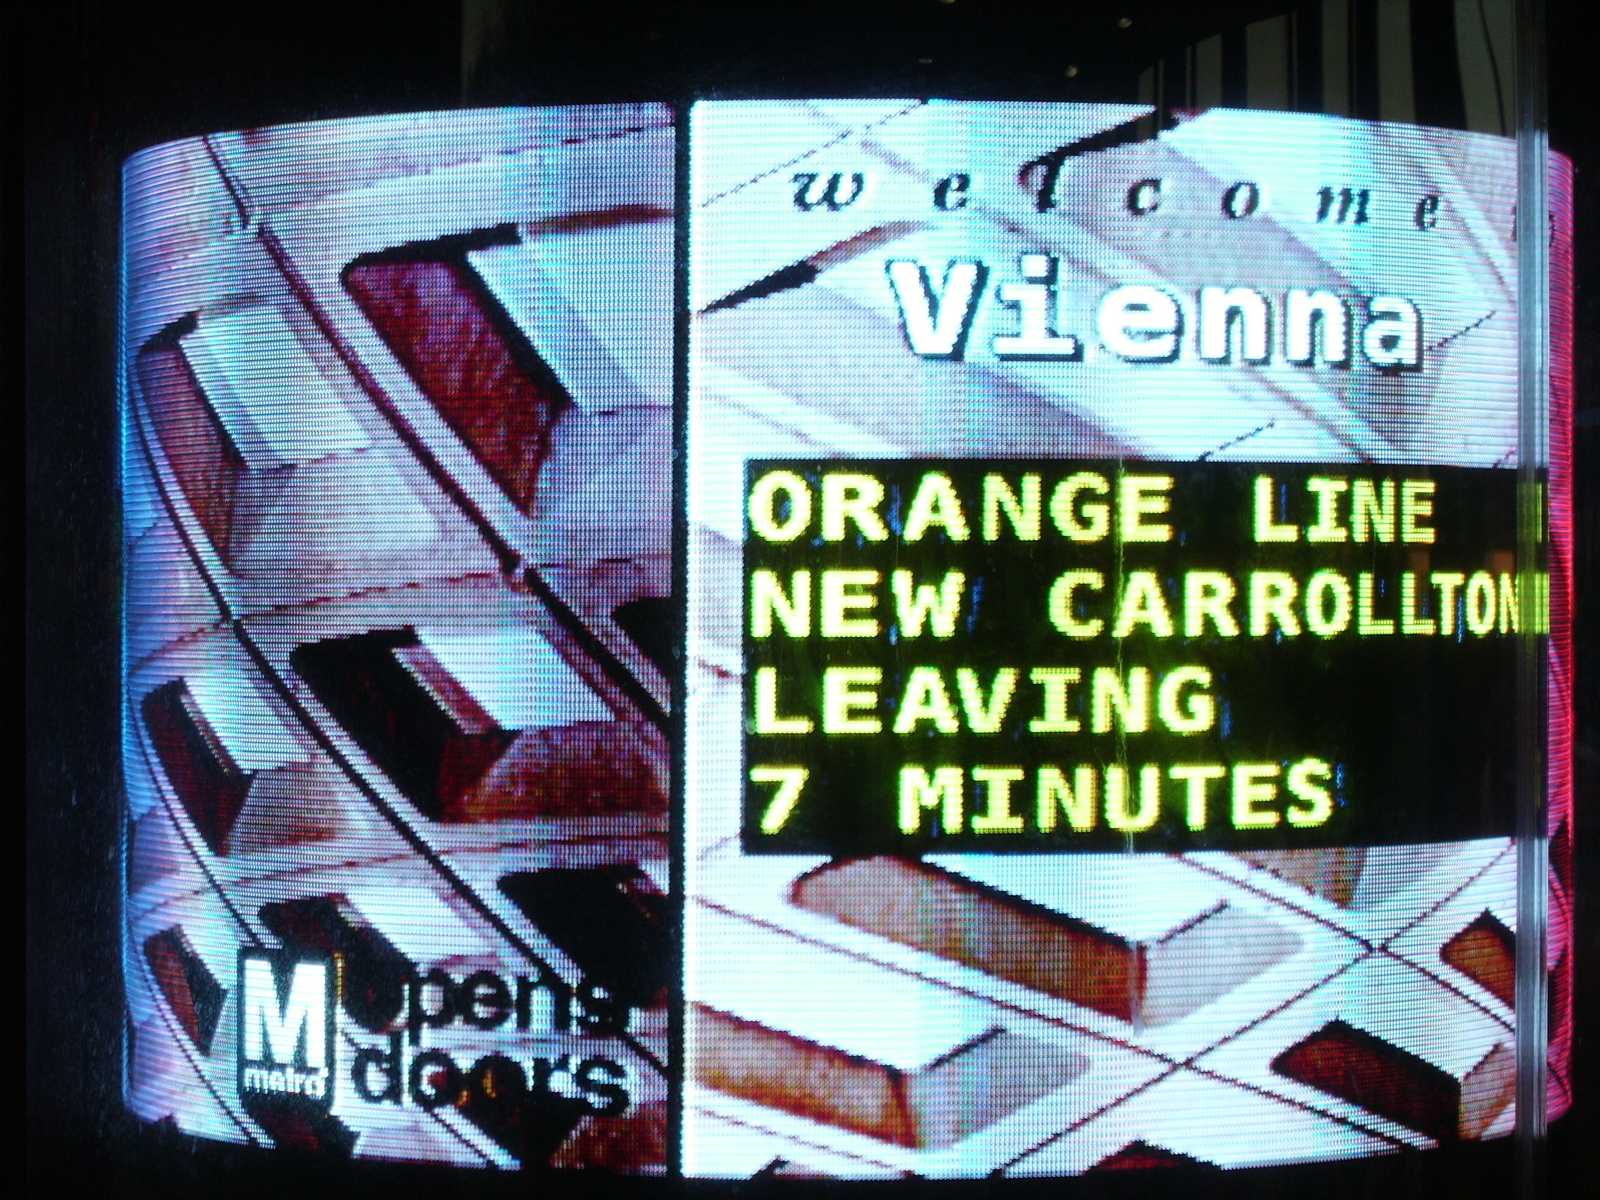 welcome
Vienna
ORANGE LINE
NEW CARROLLTON
LEAVING
7 MINUTES
M
metro
opens
doors